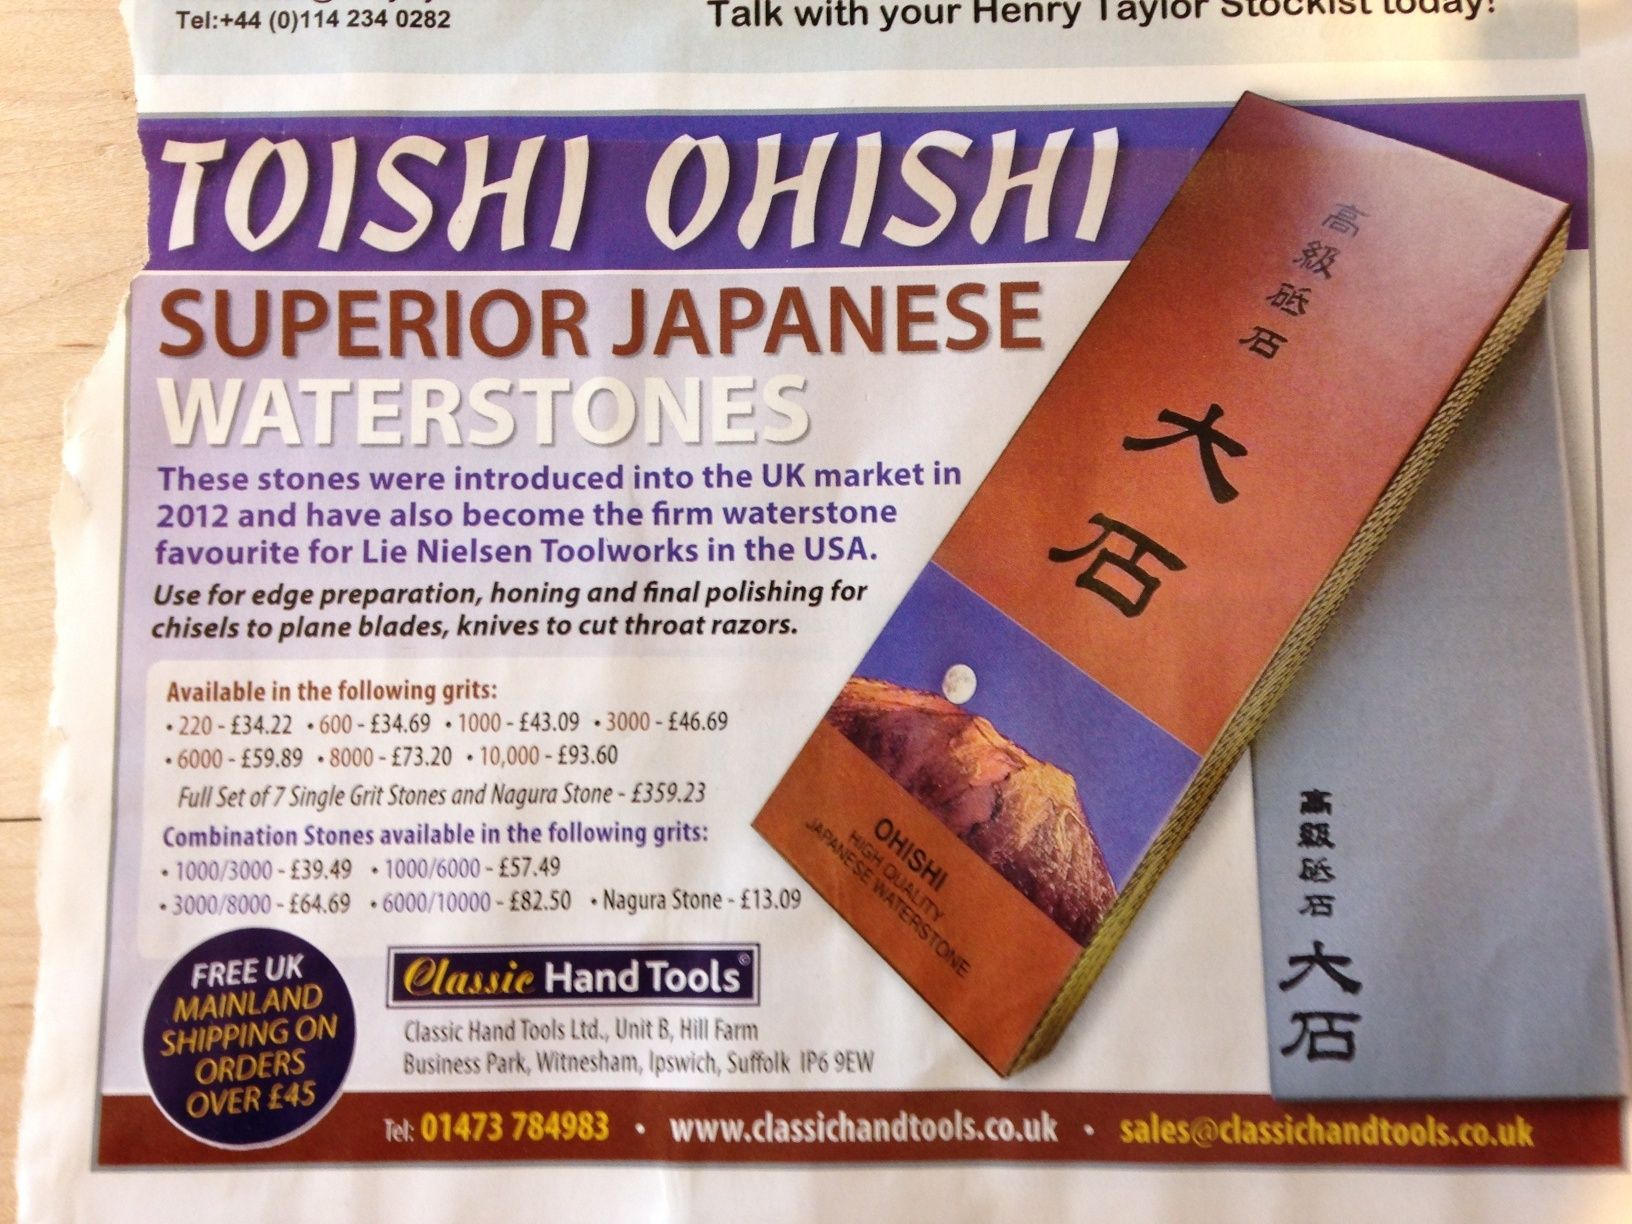 Tel:+44 (0)114 234 0282
Talk with your Henry Taylor Stockist today!
TOISHI OHISHI
SUPERIOR JAPANESE
WATERSTONES
These stones were introduced into the UK market in
2012 and have also become the firm waterstone
favourite for Lie Nielsen Toolworks in the USA.
Use for edge preparation, honing and final polishing for
chisels to plane blades, knives to cut throat razors.
Available in the following grits:
• 220 - £34.22 • 600 - £34.69 • 1000 - £43.09 • 3000 - £46.69
• 6000 - £59.89 • 8000 - £73.20 • 10,000 - £93.60
Full Set of 7 Single Grit Stones and Nagura Stone - £359.23
Combination Stones available in the following grits:
• 1000/3000 - £39.49 • 1000/6000 - £57.49
• 3000/8000 - £64.69 • 6000/10000 - £82.50 • Nagura Stone - £13.09
FREE UK
MAINLAND
SHIPPING ON
ORDERS
OVER £45
Classic Hand Tools©
Classic Hand Tools Ltd., Unit B, Hill Farm
Business Park, Witnesham, Ipswich, Suffolk IP6 9EW
Tel: 01473 784983 • www.classichandtools.co.uk • sales@classichandtools.co.uk
高級砥石
大石
OHISHI
HIGH QUALITY
JAPANESE WATERSTONE
高級砥石
大石